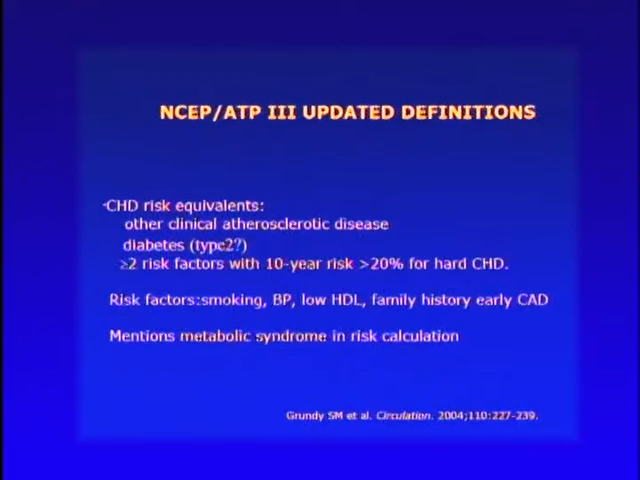 NCEP/ATP III UPDATED DEFINITIONS
-CHD risk equivalents:
other clinical atherosclerotic disease
diabetes (type2?)
≥2 risk factors with 10-year risk >20% for hard CHD.
Risk factors:smoking, BP, low HDL, family history early CAD
Mentions metabolic syndrome in risk calculation
Grundy SM et al. Circulation. 2004;110:227-239.